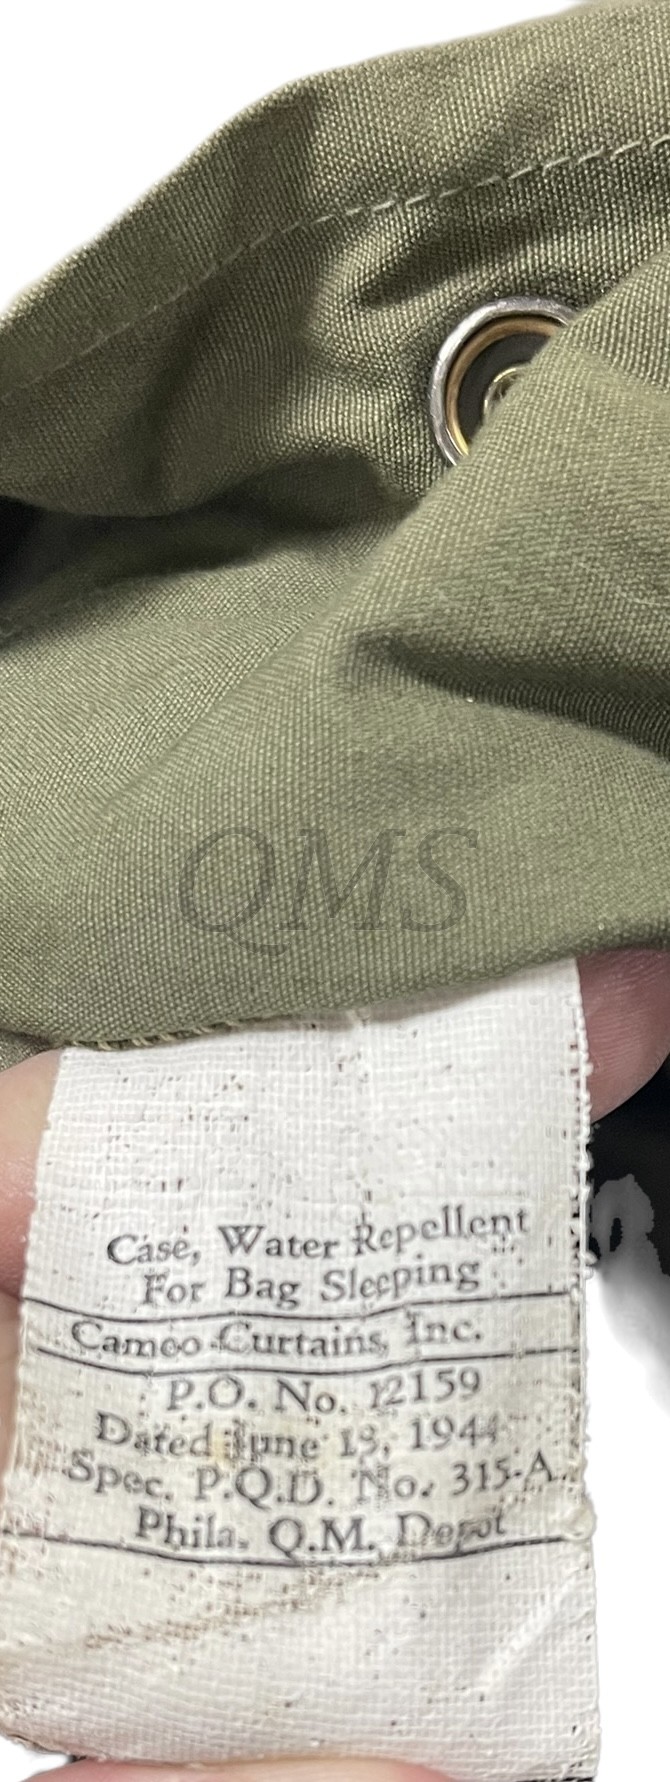 QMS
Case, Water Repellent
For Bag Sleeping
Cameo Curtains, Inc.
P.O. No. 12159
Dated June 13, 1944
Spec. P.Q.D. No. 315-A
Phila. Q.M. Depot